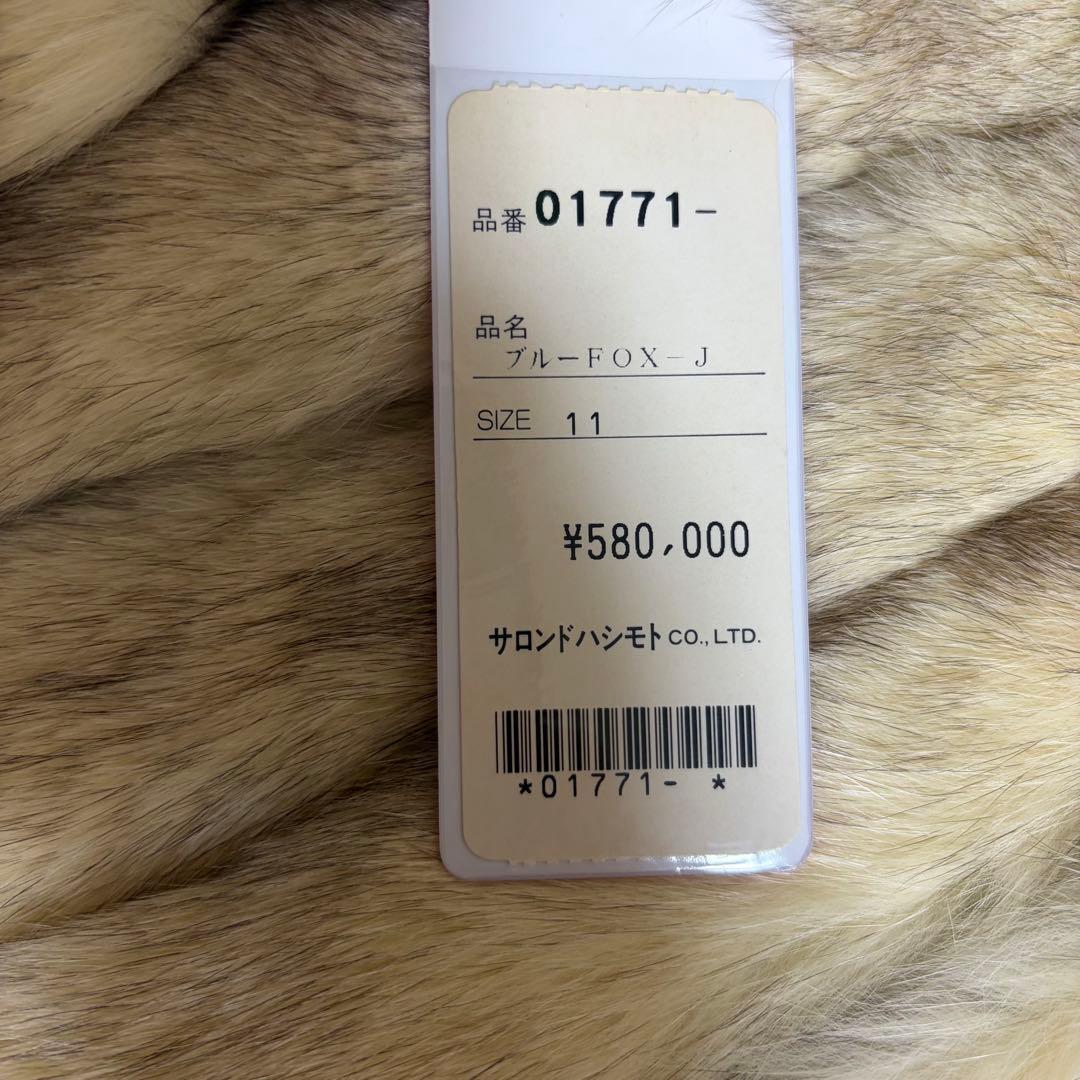 品番 01771-
品名
ブルーFOX-J
SIZE 11
¥580,000
サロンドハシモト CO., LTD.
*01771- *